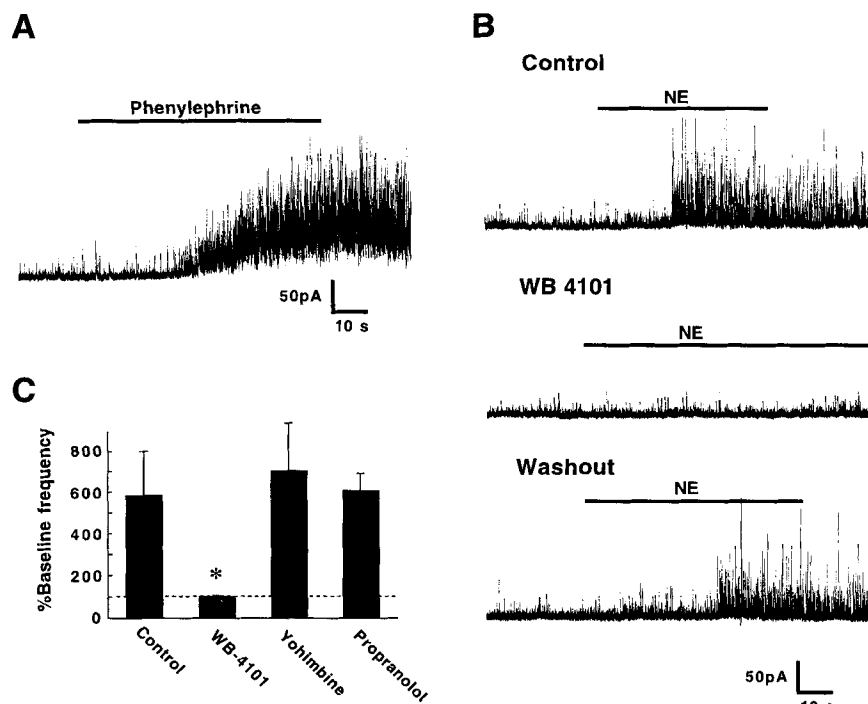 A
Phenylephrine
50pA
10 s
B
Control
NE
WB 4101
NE
Washout
NE
50pA
C
%Baseline frequency
800
600
400
200
0
*
Control
WB-4101
Yohimbine
Propranolol